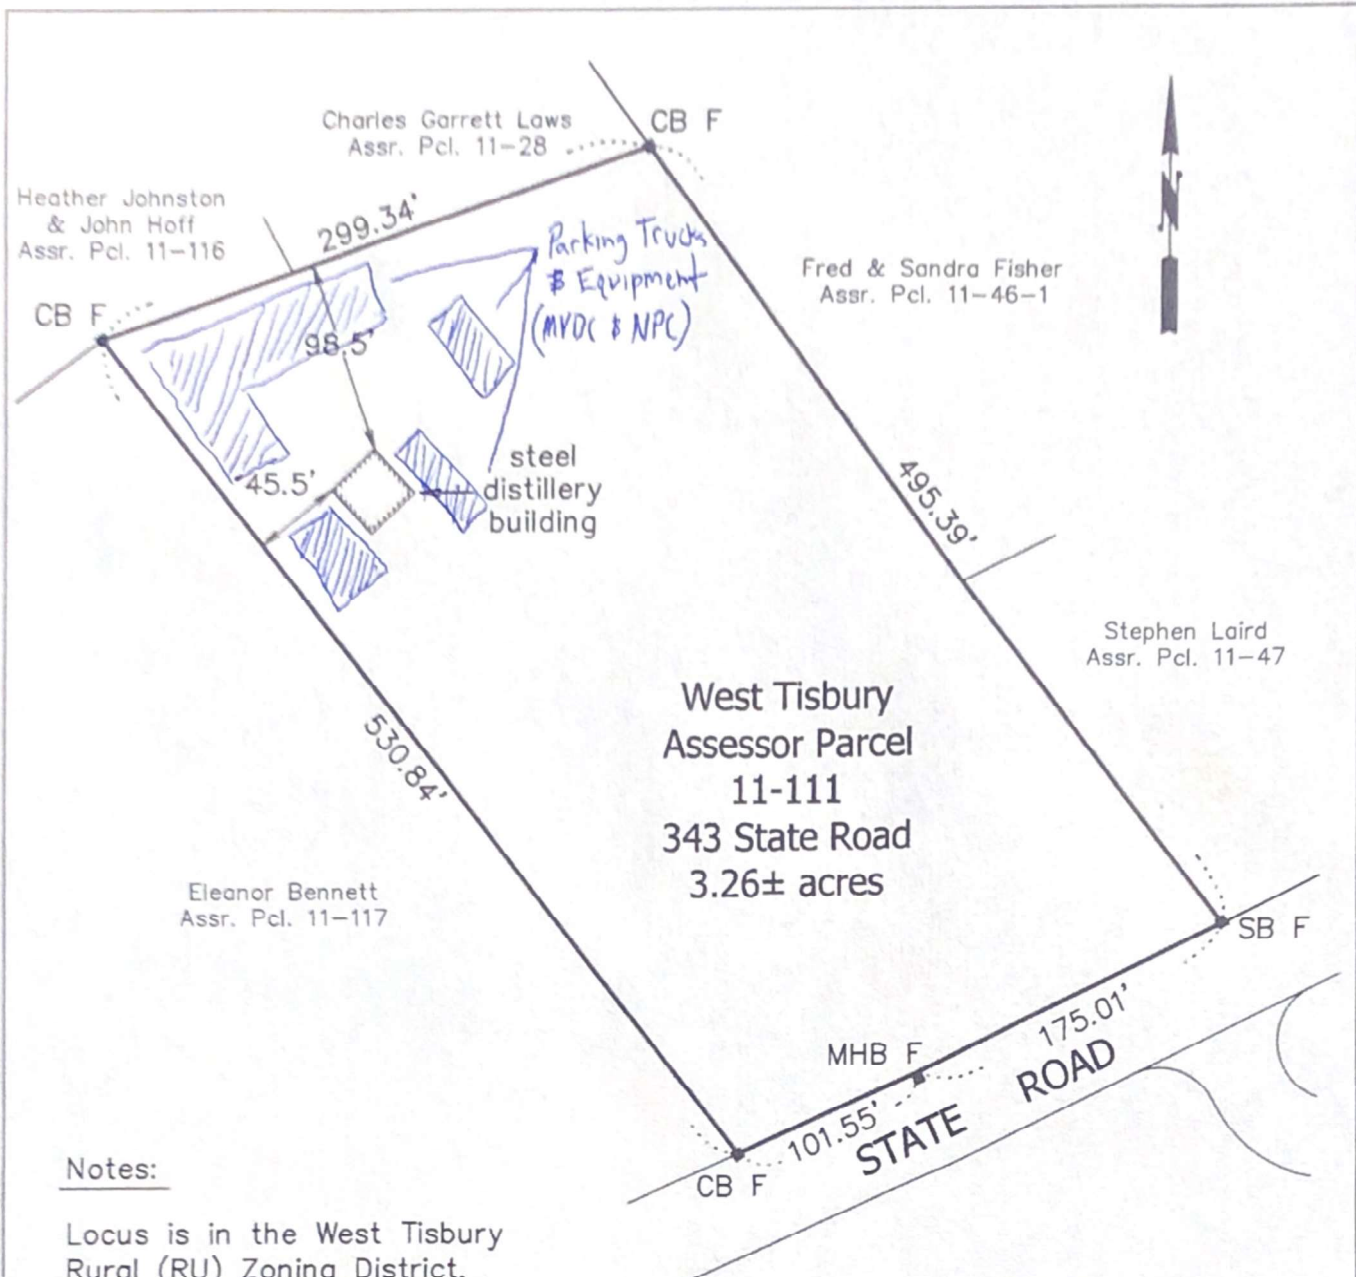 Charles Garrett Laws
Assr. Pcl. 11-28
CB F
Heather Johnston
& John Hoff
Assr. Pcl. 11-116
299.34'
N
Parking Trucks
& Equipment
(MVDC & NPC)
Fred & Sandra Fisher
Assr. Pcl. 11-46-1
CB F
98.5'
45.5'
steel
distillery
building
495.39'
Stephen Laird
Assr. Pcl. 11-47
West Tisbury
Assessor Parcel
11-111
343 State Road
3.26± acres
530.84'
Eleanor Bennett
Assr. Pcl. 11-117
SB F
175.01'
MHB F
101.55'
STATE ROAD
CB F
Notes:
Locus is in the West Tisbury
Rural (RU) Zoning District.